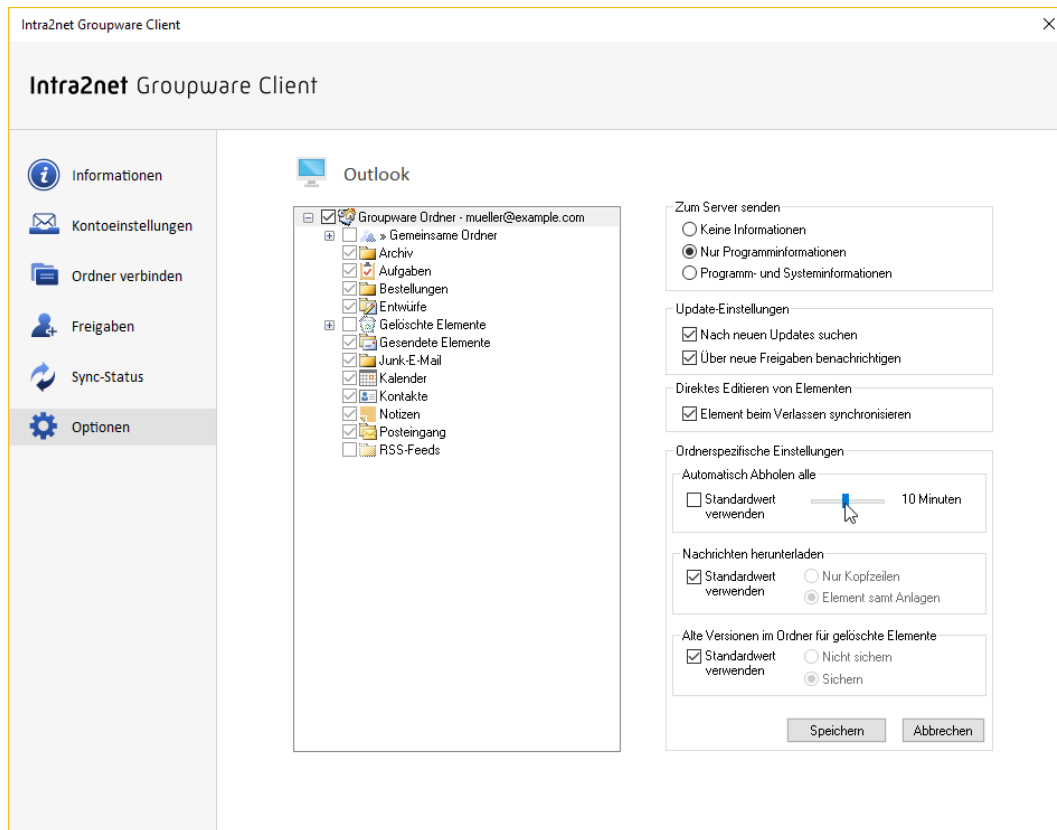 Intra2net Groupware Client
Intra2net Groupware Client
Informationen
Kontoeinstellungen
Ordner verbinden
Freigaben
Sync-Status
Optionen
Outlook
Groupware Ordner - mueller@example.com
» Gemeinsame Ordner
Archiv
Aufgaben
Bestellungen
Entwürfe
Gelöschte Elemente
Gesendete Elemente
Junk-E-Mail
Kalender
Kontakte
Notizen
Posteingang
RSS-Feeds
Zum Server senden
Keine Informationen
Nur Programminformationen
Programm- und Systeminformationen
Update-Einstellungen
Nach neuen Updates suchen
Über neue Freigaben benachrichtigen
Direktes Editieren von Elementen
Element beim Verlassen synchronisieren
Ordnerspezifische Einstellungen
Automatisch Abholen alle
Standardwert
verwenden
10 Minuten
Nachrichten herunterladen
Standardwert
verwenden
Nur Kopfzeilen
Element samt Anlagen
Alte Versionen im Ordner für gelöschte Elemente
Standardwert
verwenden
Nicht sichern
Sichern
Speichern
Abbrechen